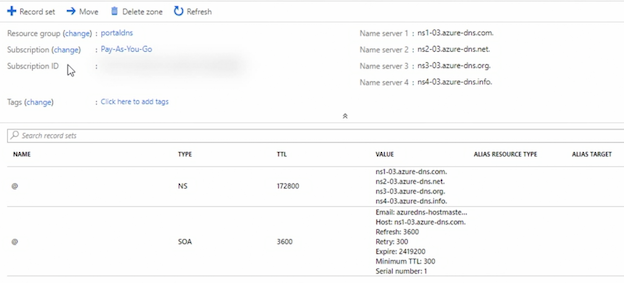 Record set Move Delete zone Refresh
Resource group (change) : portaldns
Subscription (change) : Pay-As-You-Go
Subscription ID :
Tags (change) : Click here to add tags
Name server 1 : ns1-03.azure-dns.com.
Name server 2 : ns2-03.azure-dns.net.
Name server 3 : ns3-03.azure-dns.org.
Name server 4 : ns4-03.azure-dns.info.
Search record sets
NAME TYPE TTL VALUE ALIAS RESOURCE TYPE ALIAS TARGET
@ NS 172800 ns1-03.azure-dns.com.
ns2-03.azure-dns.net.
ns3-03.azure-dns.org.
ns4-03.azure-dns.info.
@ SOA 3600 Email: azuredns-hostmaste...
Host: ns1-03.azure-dns.com.
Refresh: 3600
Retry: 300
Expire: 2419200
Minimum TTL: 300
Serial number: 1